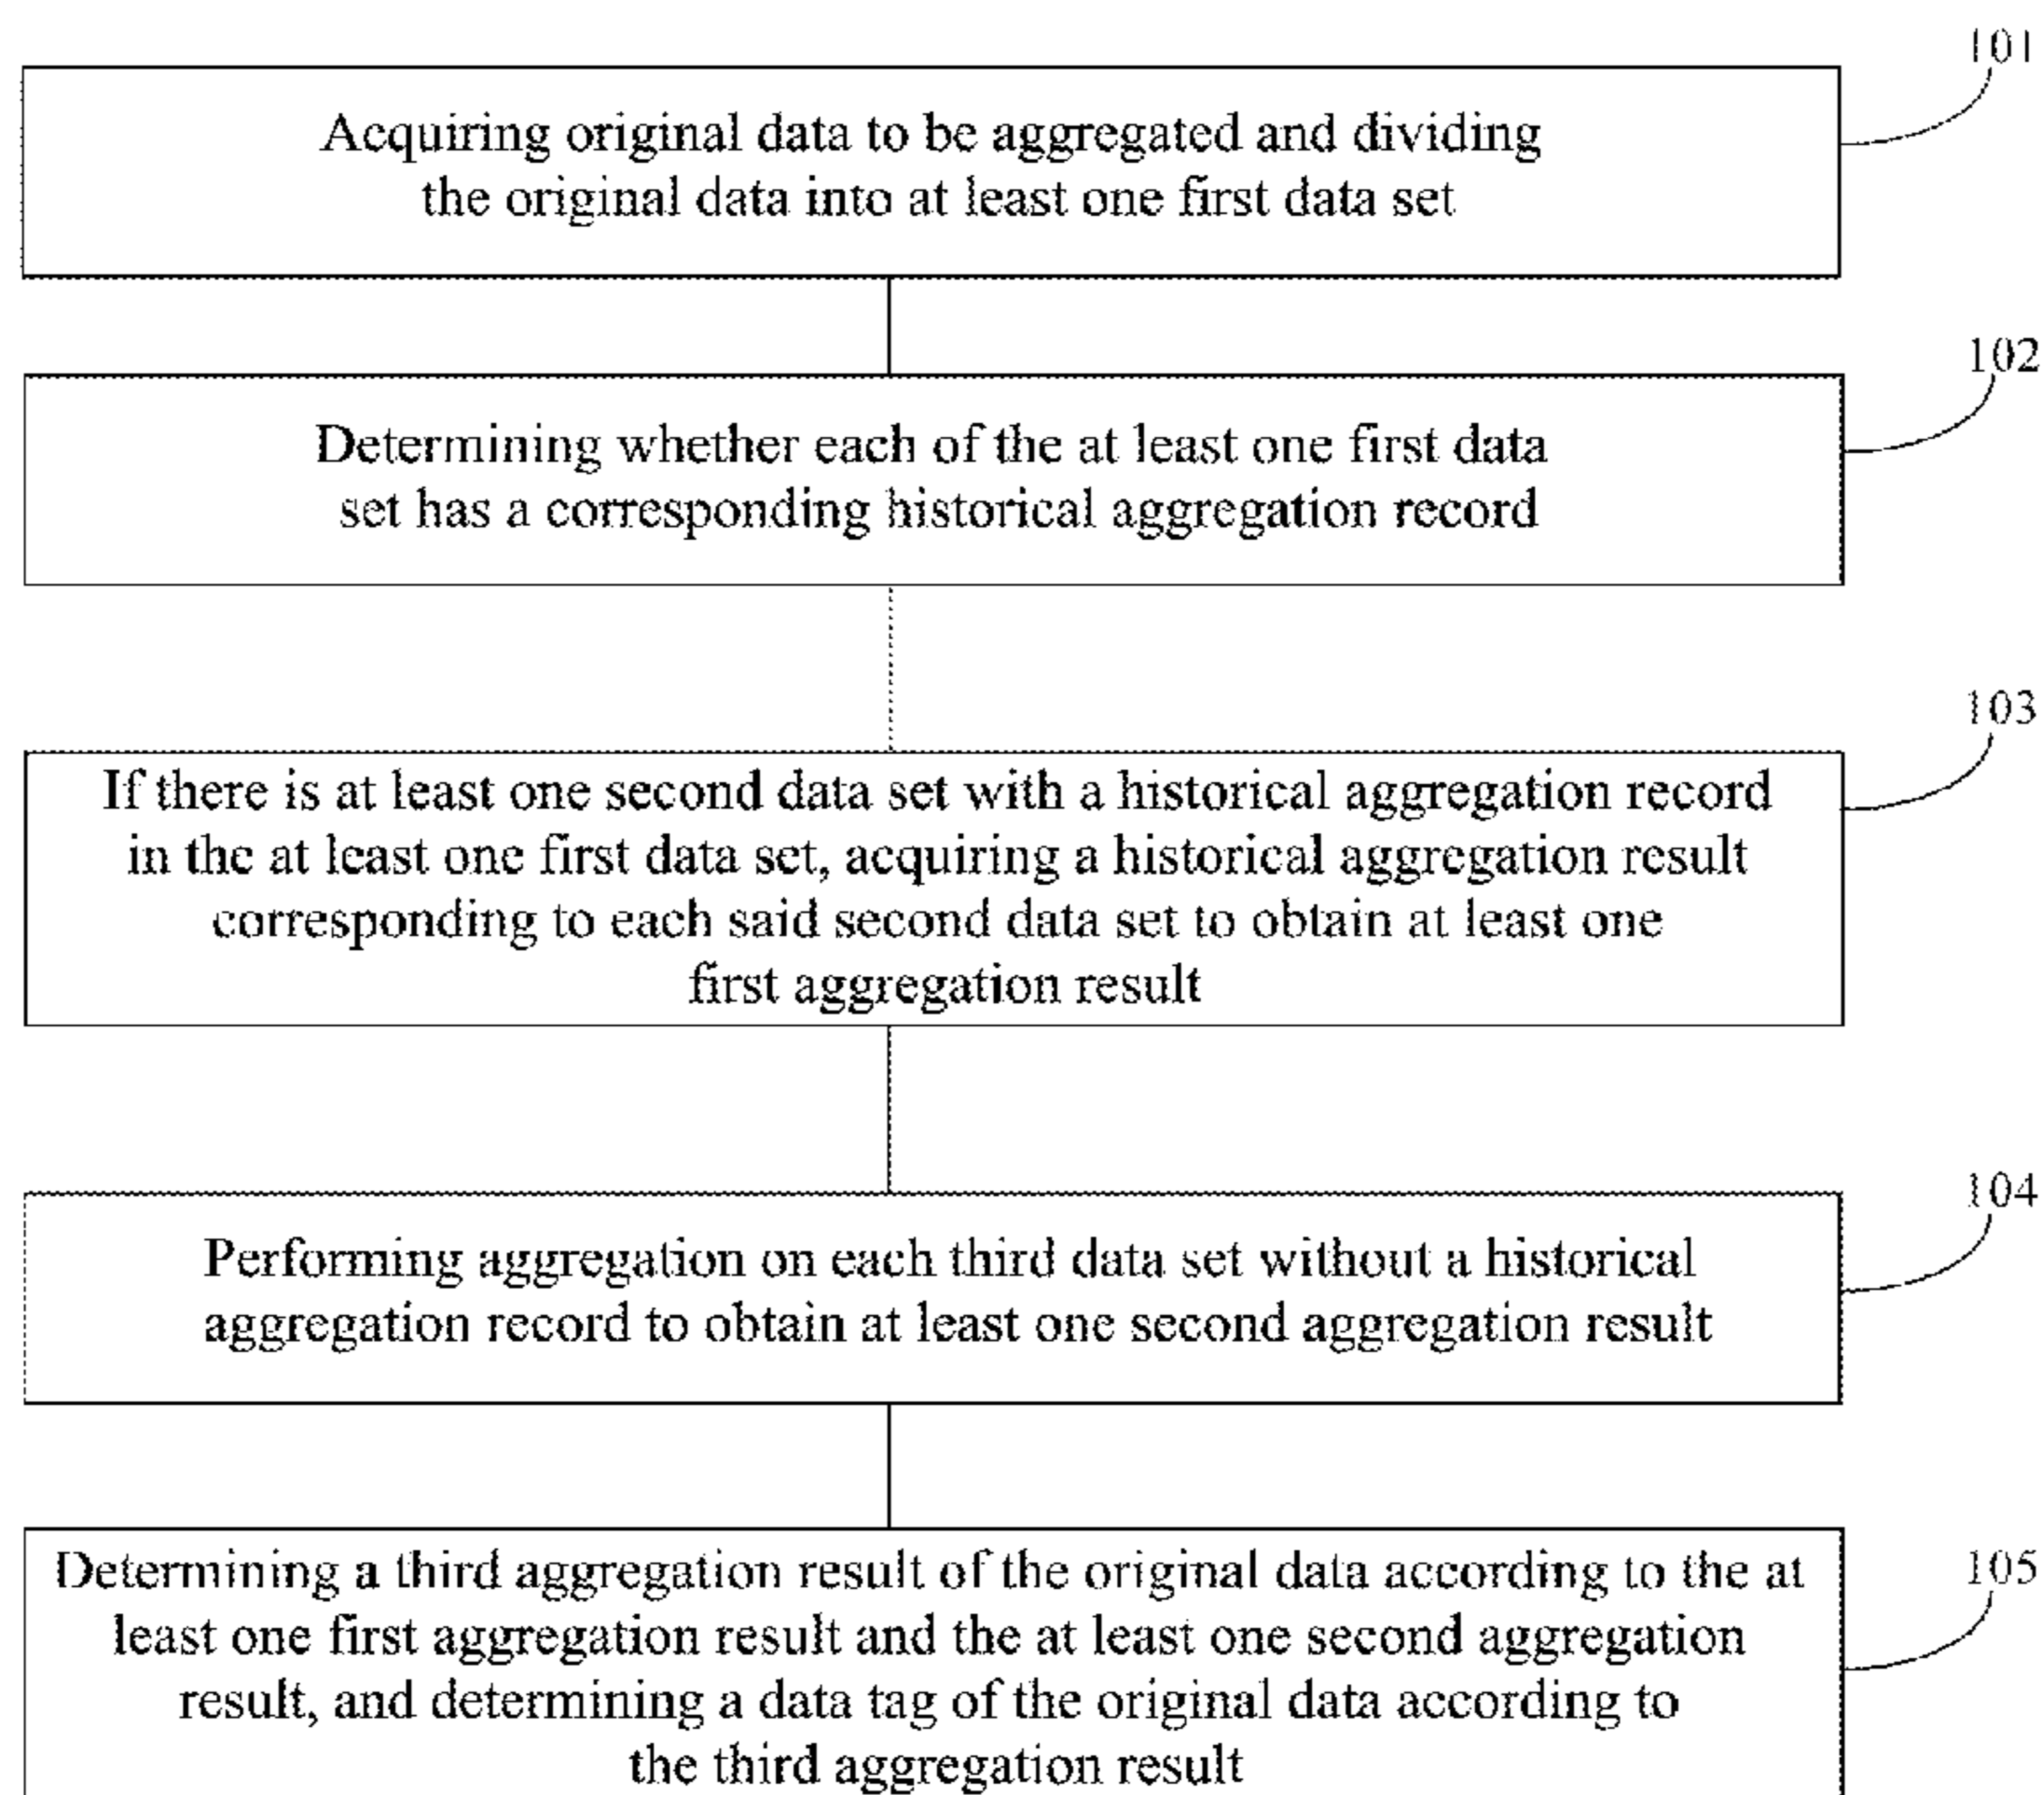 101
Acquiring original data to be aggregated and dividing
the original data into at least one first data set
102
Determining whether each of the at least one first data
set has a corresponding historical aggregation record
103
If there is at least one second data set with a historical aggregation record
in the at least one first data set, acquiring a historical aggregation result
corresponding to each said second data set to obtain at least one
first aggregation result
104
Performing aggregation on each third data set without a historical
aggregation record to obtain at least one second aggregation result
105
Determining a third aggregation result of the original data according to the at
least one first aggregation result and the at least one second aggregation
result, and determining a data tag of the original data according to
the third aggregation result